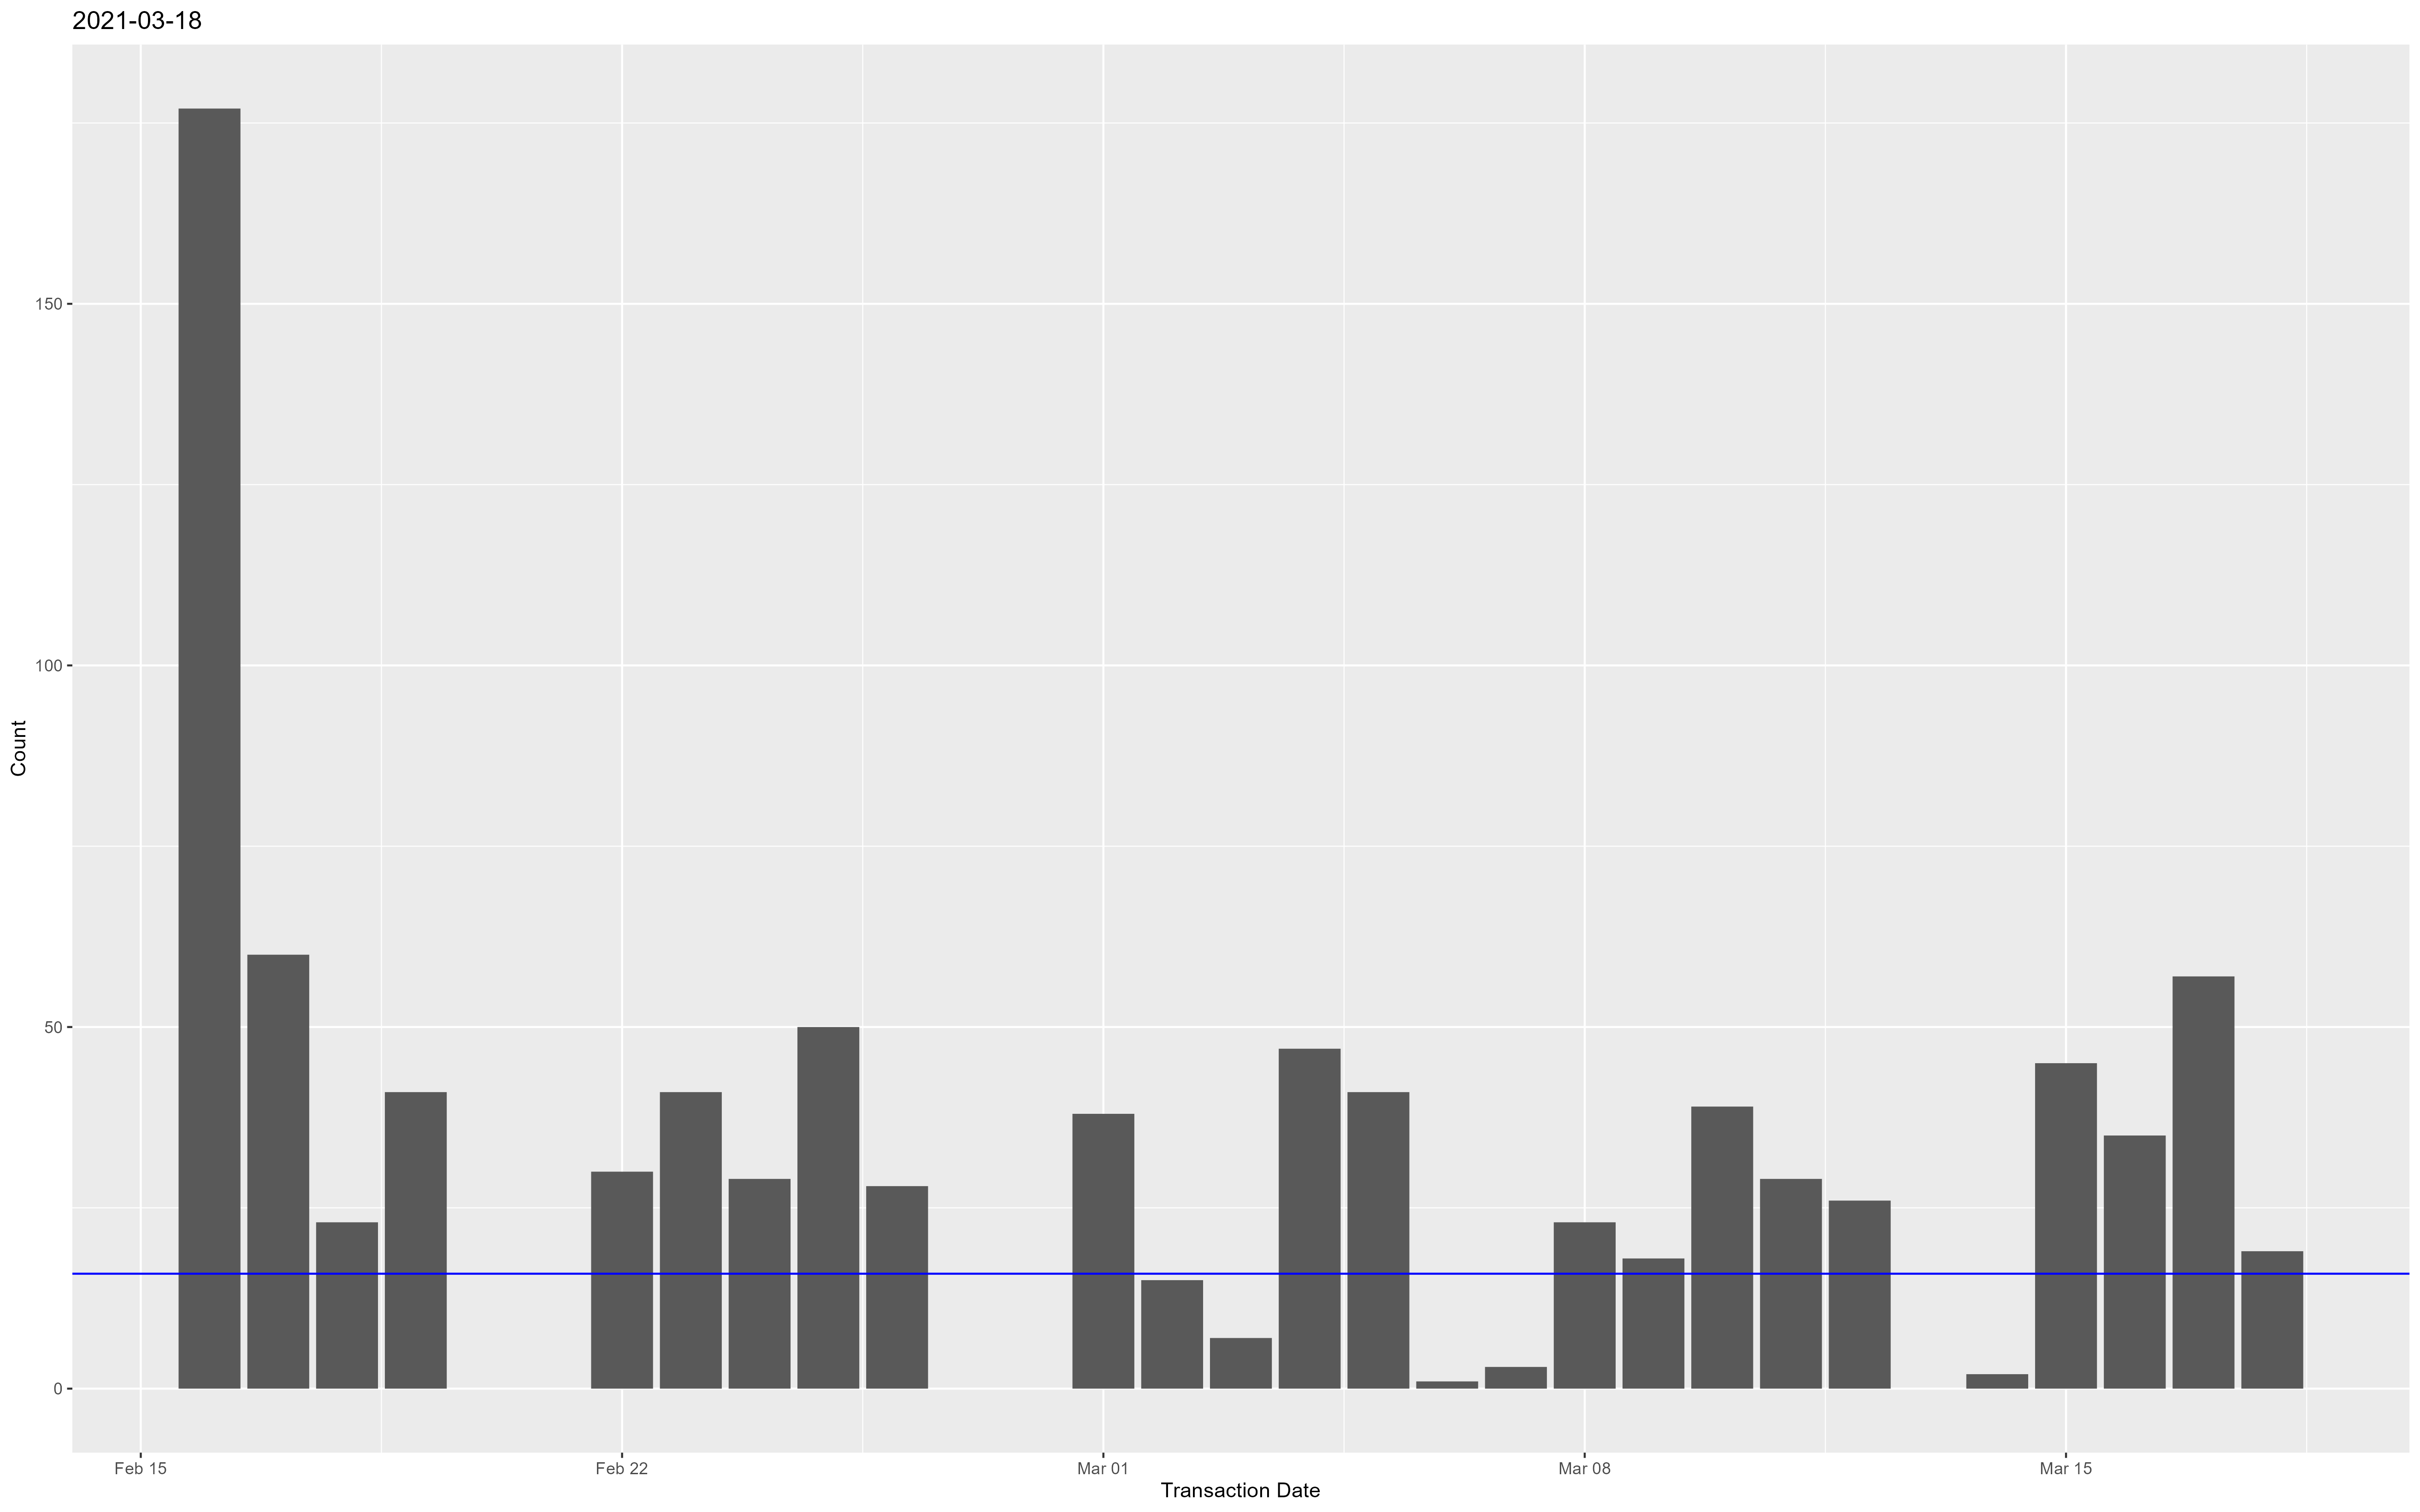 2021-03-18
150
100
50
0
Count
Feb 15
Feb 22
Mar 01
Mar 08
Mar 15
Transaction Date